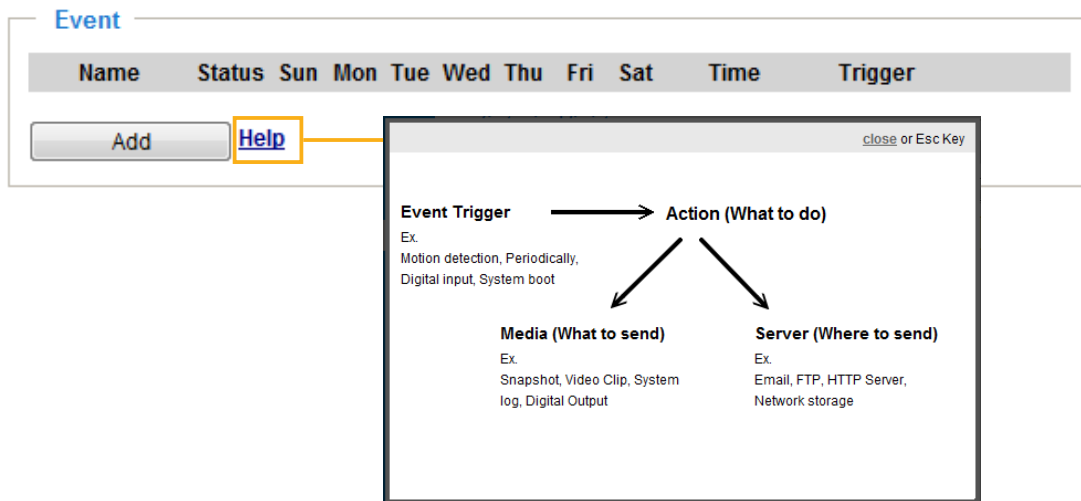 Event
Name Status Sun Mon Tue Wed Thu Fri Sat Time Trigger
Add Help
close or Esc Key
Event Trigger Action (What to do)
Ex.
Motion detection, Periodically,
Digital input, System boot
Media (What to send)
Ex.
Snapshot, Video Clip, System
log, Digital Output
Server (Where to send)
Ex.
Email, FTP, HTTP Server,
Network storage